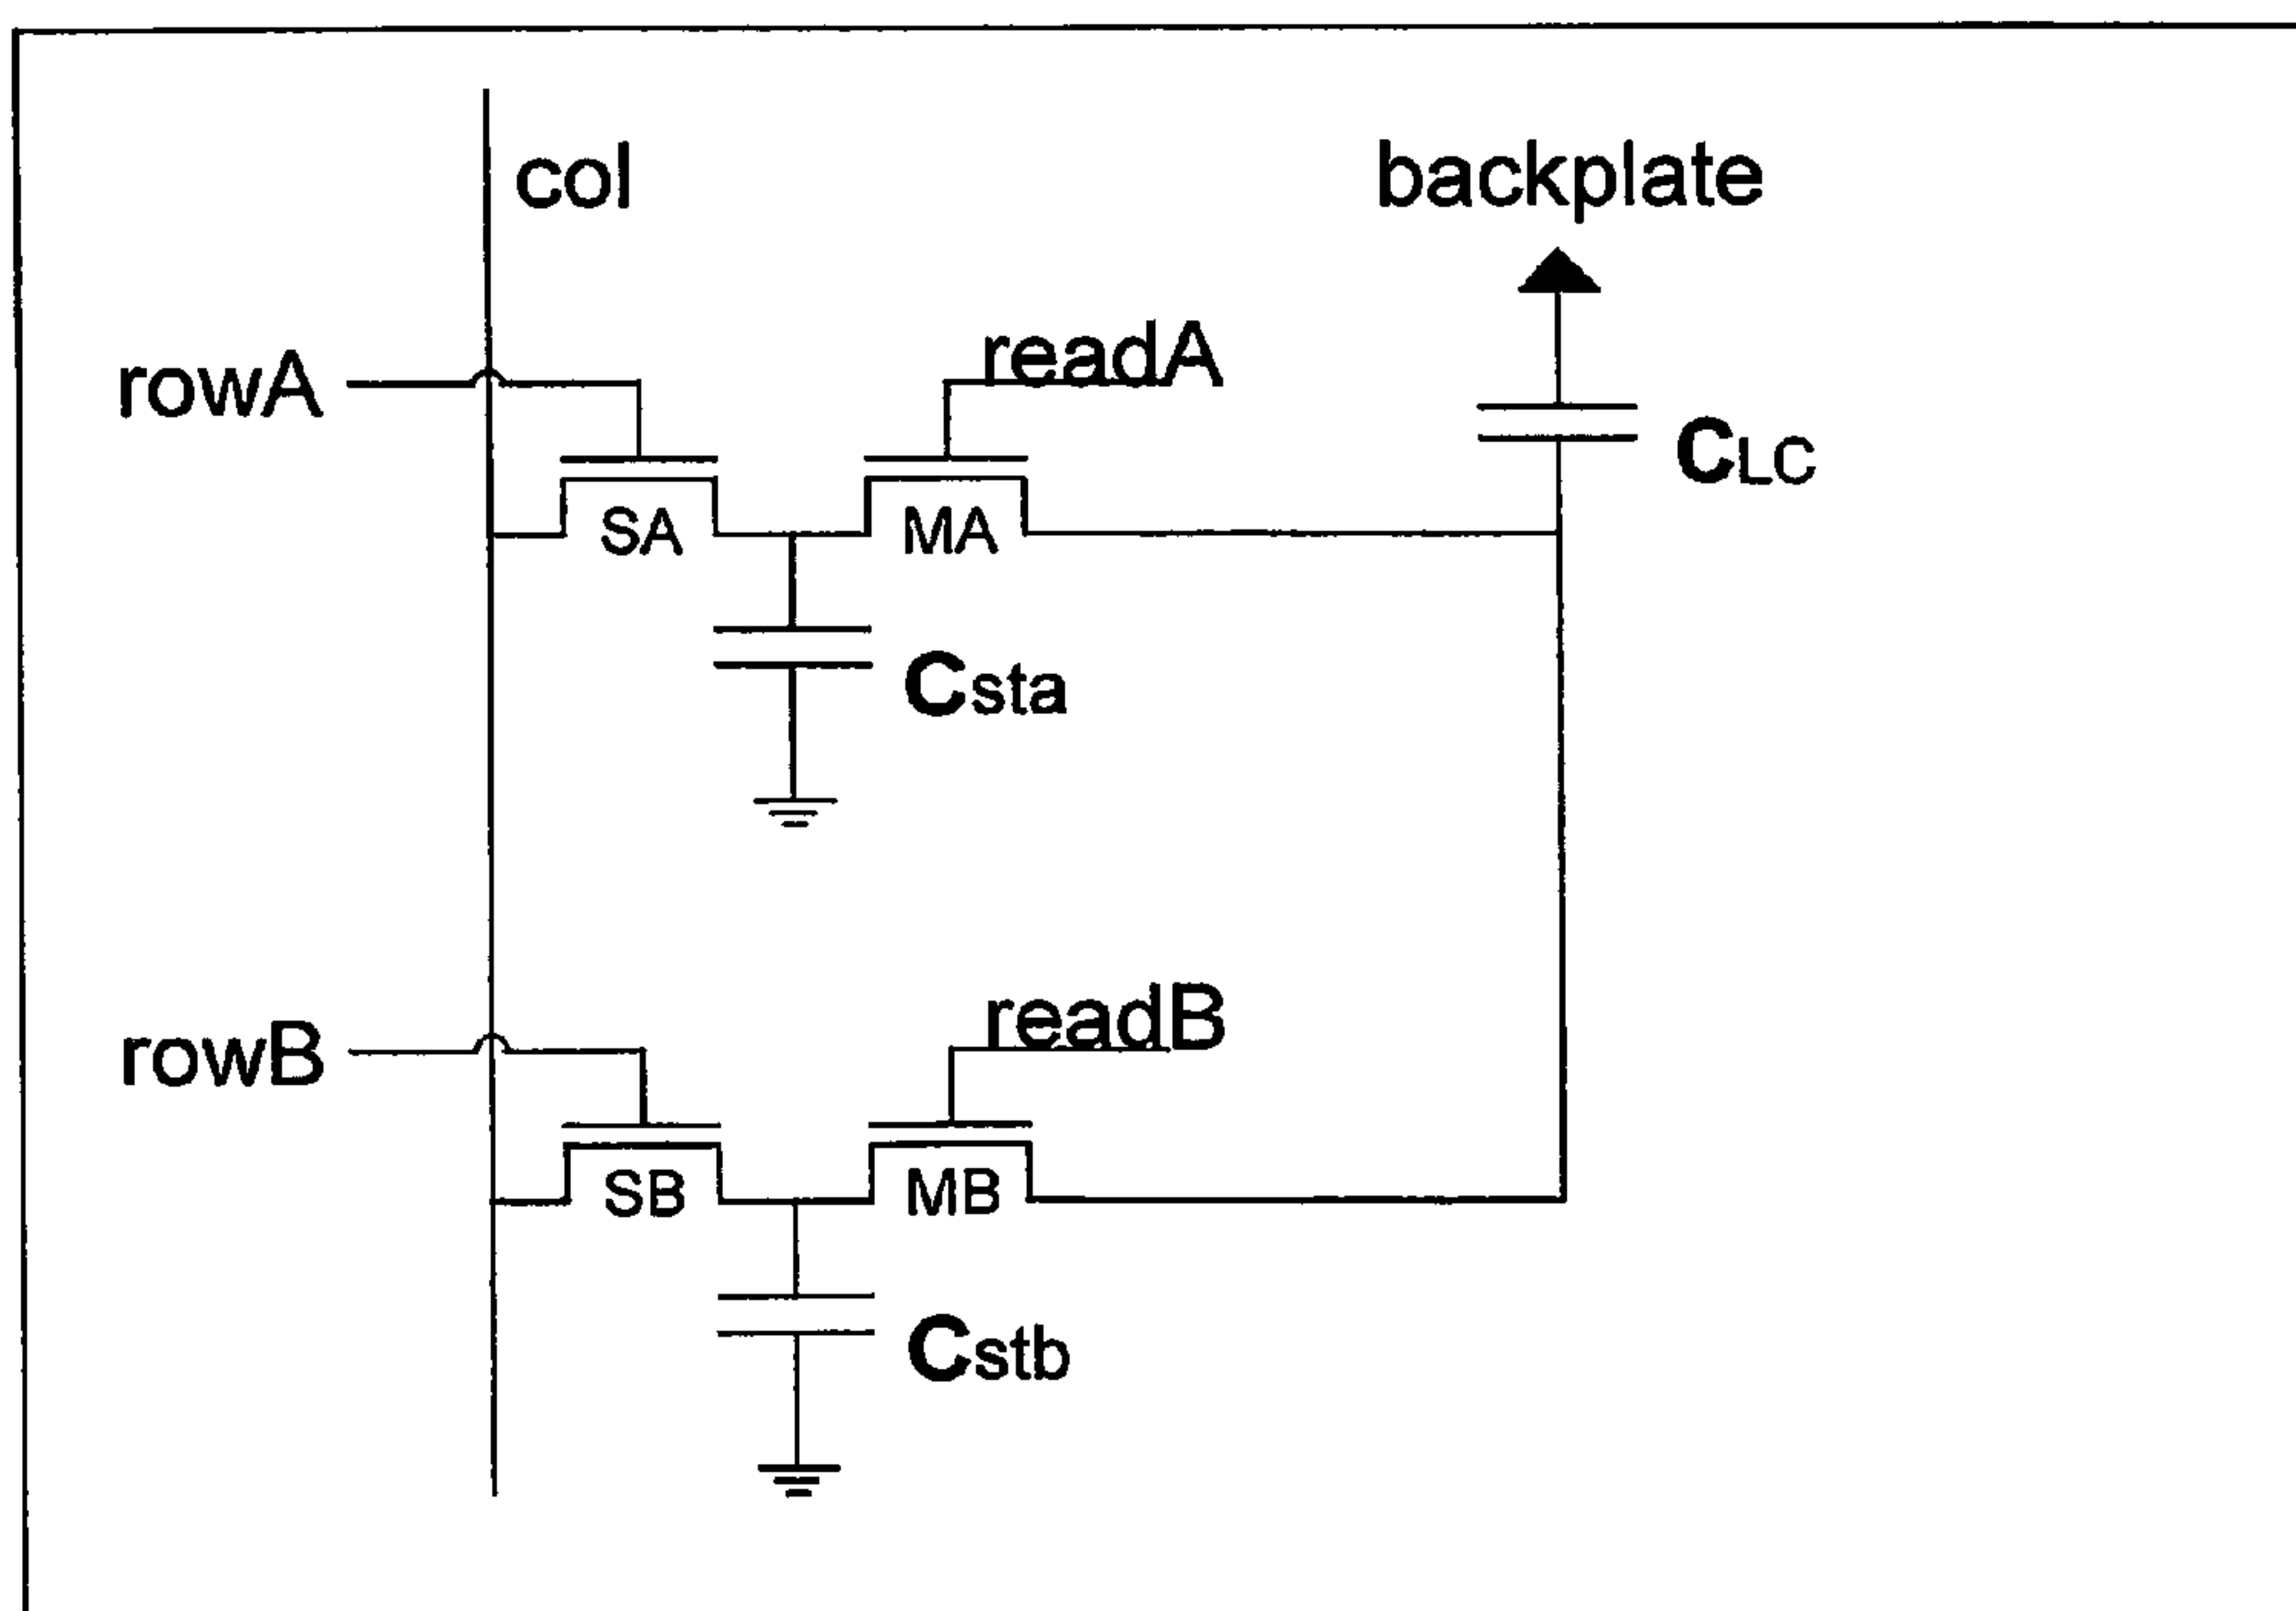 col
backplate
rowA
readA
CLC
SA
MA
Csta
rowB
readB
SB
MB
Cstb